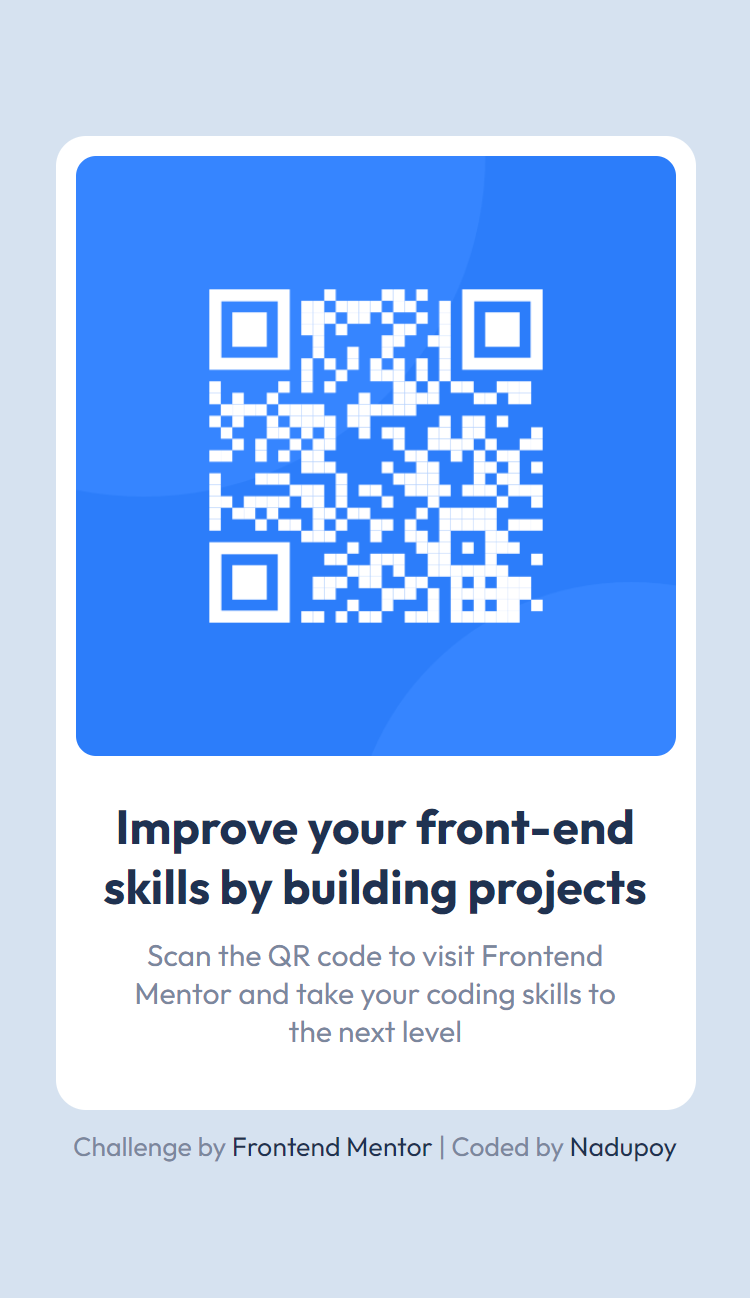 Improve your front-end
skills by building projects
Scan the QR code to visit Frontend
Mentor and take your coding skills to
the next level
Challenge by Frontend Mentor | Coded by Nadupoy